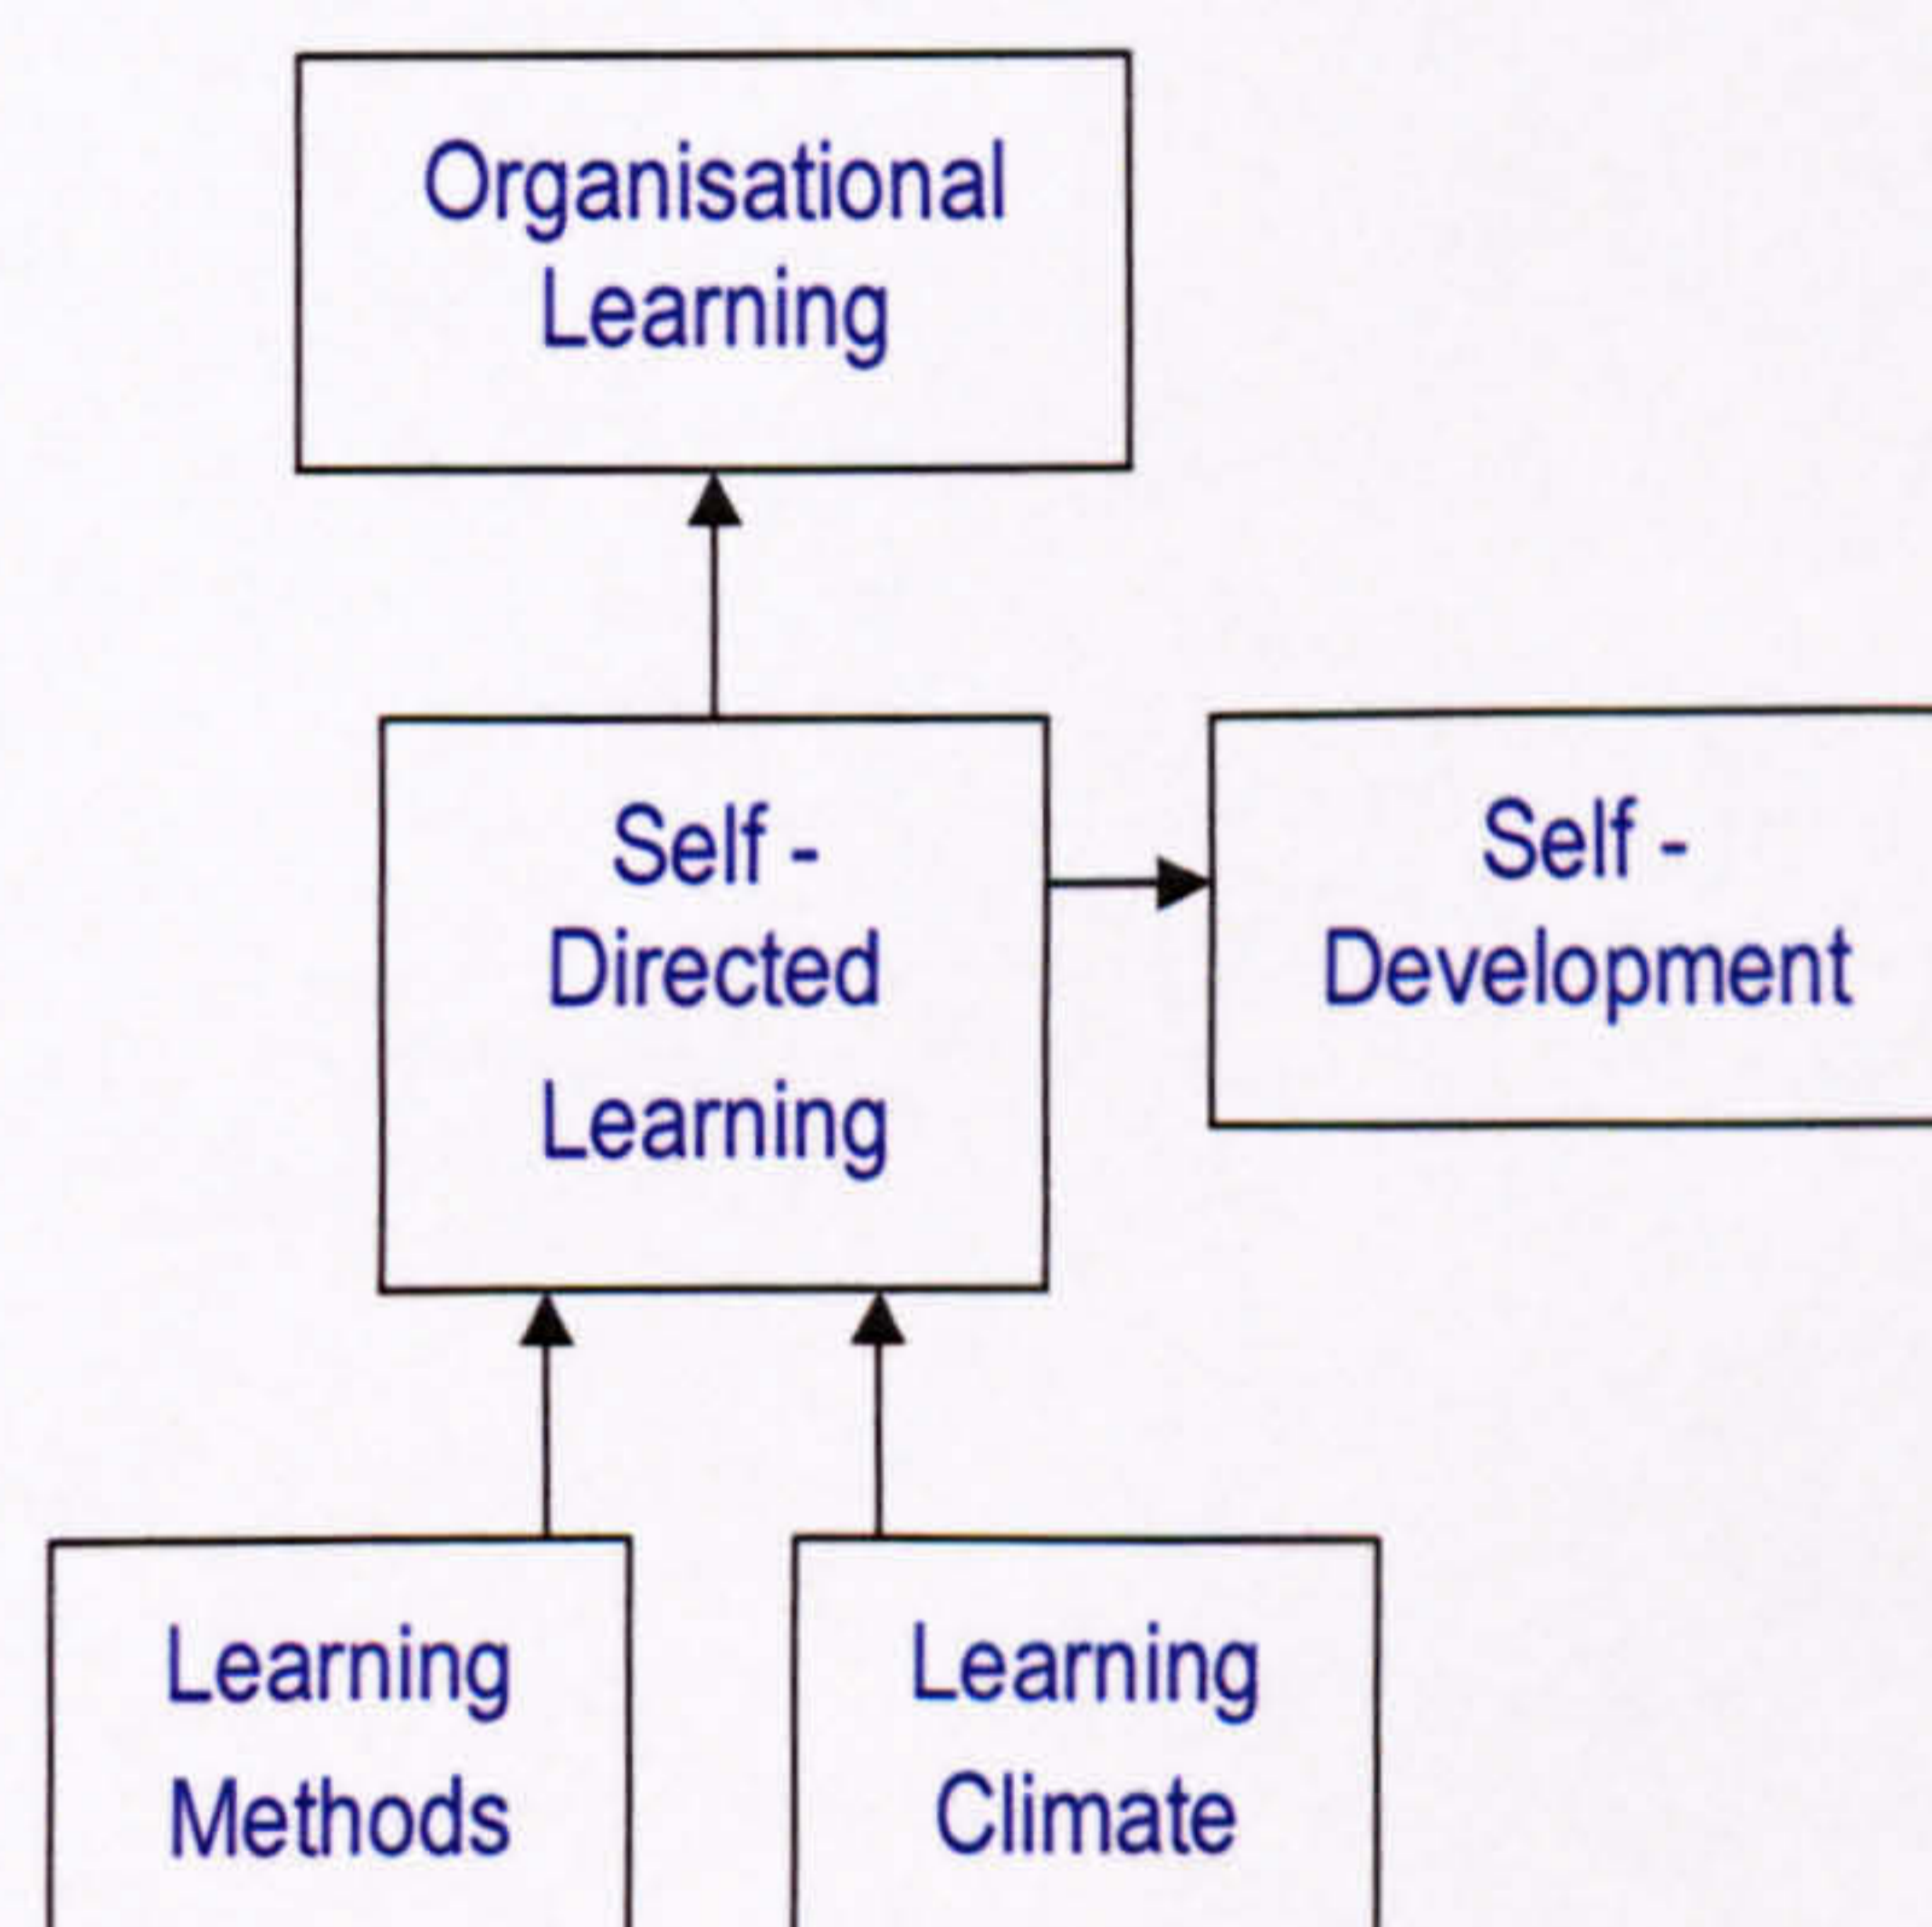 Organisational
Learning
Self -
Directed
Learning
Self -
Development
Learning
Methods
Learning
Climate